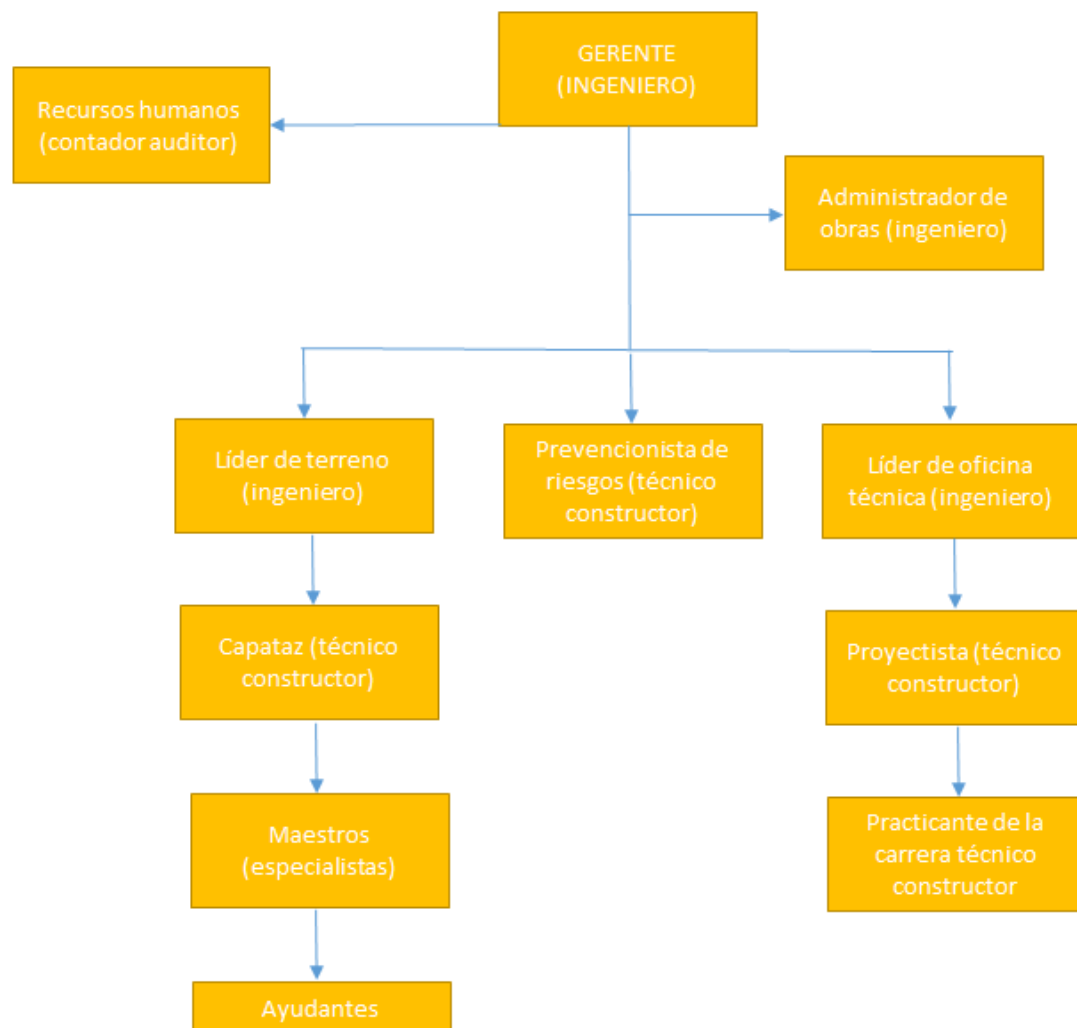 GERENTE
(INGENIERO)
Recursos humanos
(contador auditor)
Administrador de
obras (ingeniero)
Líder de terreno
(ingeniero)
Prevencionista de
riesgos (técnico
constructor)
Líder de oficina
técnica (ingeniero)
Capataz (técnico
constructor)
Proyectista (técnico
constructor)
Maestros
(especialistas)
Practicante de la
carrera técnico
constructor
Ayudantes